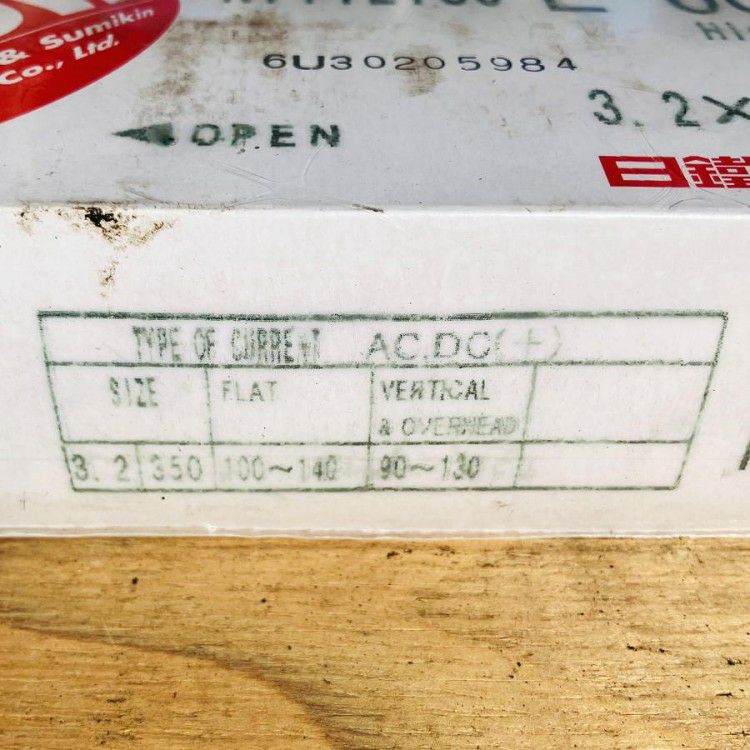 & Sumikin
Co., Ltd.
6U30205984
OPEN
3.2×
日鐵
TYPE OF CURRENT AC.DC(+)
SIZE FLAT VERTICAL
& OVERHEAD
3.2 350 100~140 90~130